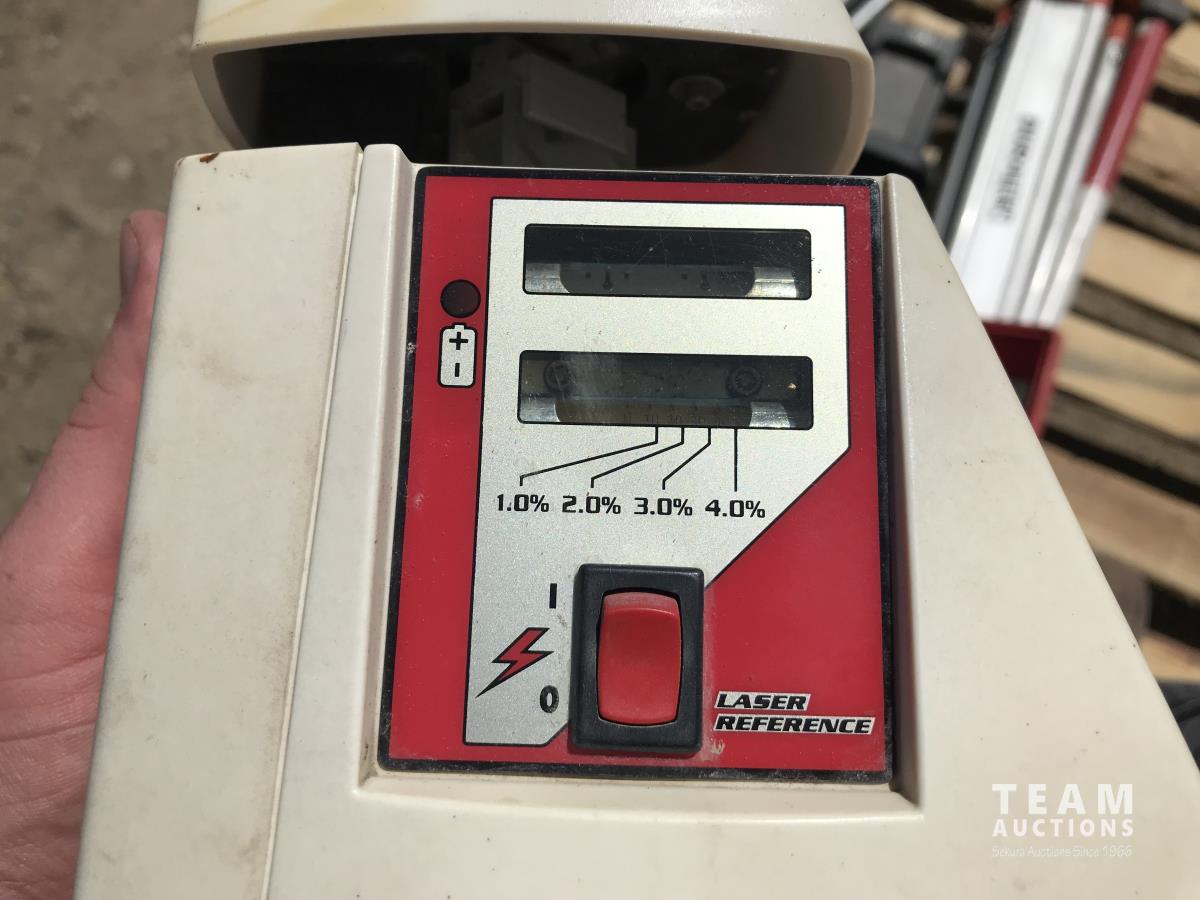 +
-
1.0% 2.0% 3.0% 4.0%
I
0
LASER
REFERENCE
TEAM
AUCTIONS
Sekura Auctions Since 1966